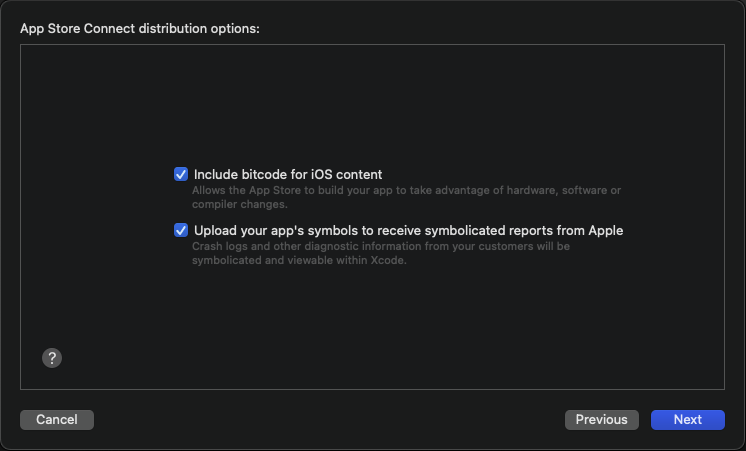 App Store Connect distribution options:
Include bitcode for iOS content
Allows the App Store to build your app to take advantage of hardware, software or
compiler changes.
Upload your app's symbols to receive symbolicated reports from Apple
Crash logs and other diagnostic information from your customers will be
symbolicated and viewable within Xcode.
?
Cancel
Previous
Next